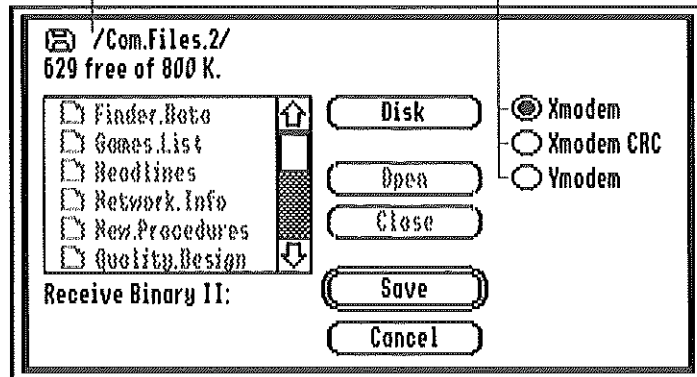 /Com.Files.2/
629 free of 800 K.
Finder.Data
Games.List
Headlines
Network.Info
New.Procedures
Quality.Design
Receive Binary II:
Disk
Open
Close
Save
Cancel
Xmodem
Xmodem CRC
Ymodem